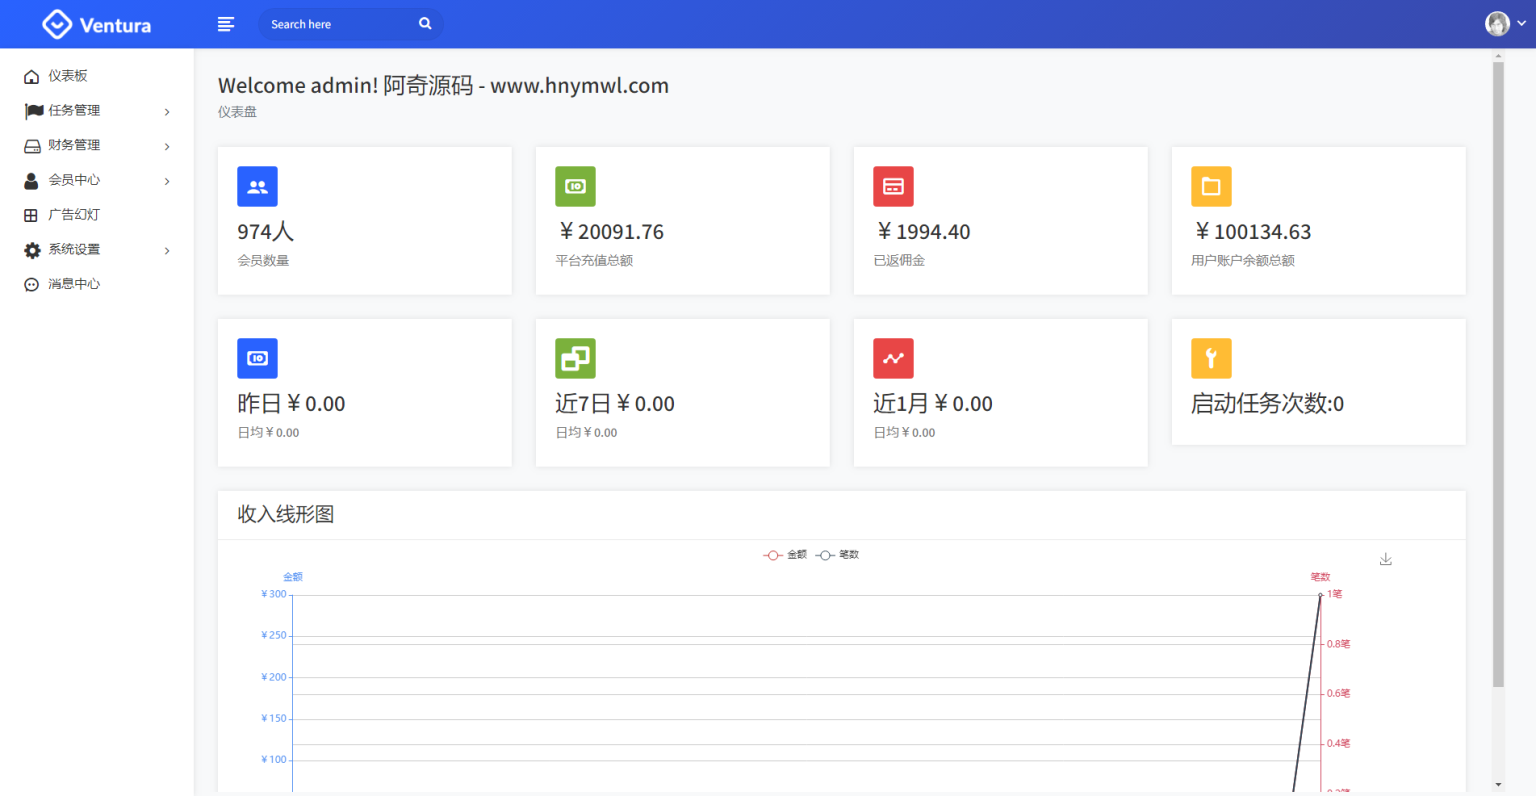 Ventura
Search here
仪表板
任务管理
财务管理
会员中心
广告幻灯
系统设置
消息中心
Welcome admin! 阿奇源码 - www.hnymwl.com
仪表盘
974人
会员数量
￥20091.76
平台充值总额
￥1994.40
已返佣金
￥100134.63
用户账户余额总额
昨日￥0.00
日均￥0.00
近7日￥0.00
日均￥0.00
近1月￥0.00
日均￥0.00
启动任务次数:0
收入线形图
金额 笔数
金额
￥300
￥250
￥200
￥150
￥100
笔数
1笔
0.8笔
0.6笔
0.4笔